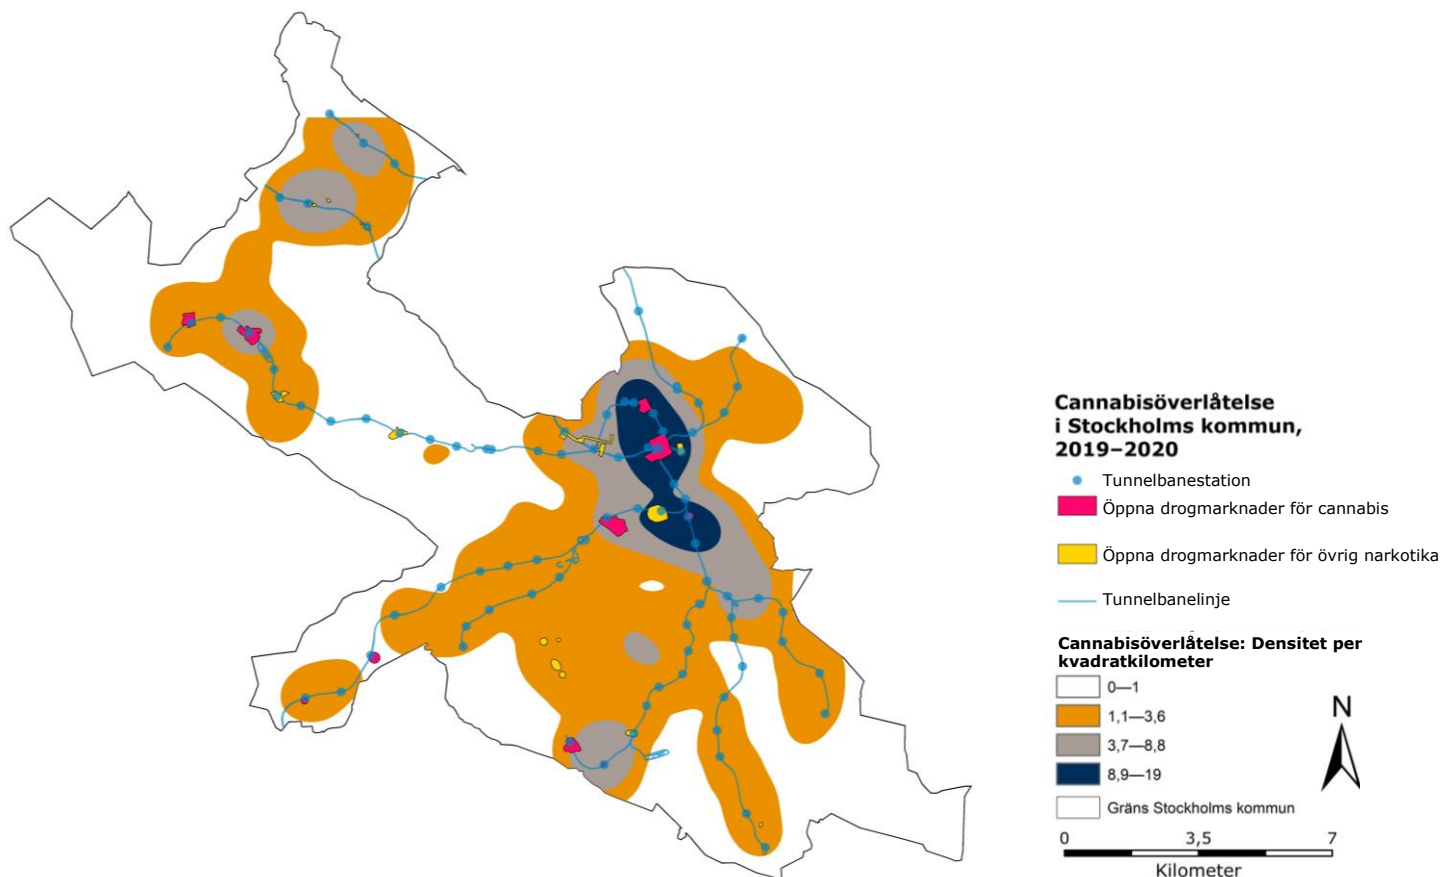 Cannabisöverlåtelse
i Stockholms kommun,
2019–2020
Tunnelbanestation
Öppna drogmarknader för cannabis
Öppna drogmarknader för övrig narkotika
Tunnelbanelinje
Cannabisöverlåtelse: Densitet per
kvadratkilometer
0—1
1,1—3,6
3,7—8,8
8,9—19
Gräns Stockholms kommun
N
0 3,5 7
Kilometer